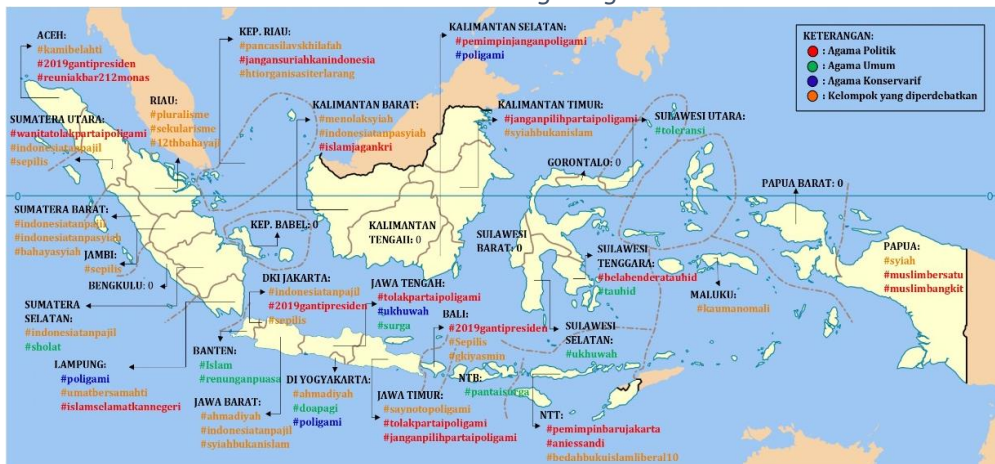 ACEH:
#kamibelahti
#2019gantipresiden
#reuniakbar212monas
KEP. RIAU:
#pancasilavskhilafah
#jangansuriahkanindonesia
#htiorganisasiterlarang
KALIMANTAN SELATAN:
#pemimpinjanganpoligami
#poligami
KETERANGAN:
: Agama Politik
: Agama Umum
: Agama Konservarif
: Kelompok yang diperdebatkan
RIAU:
#pluralisme
#sekularisme
#12thbahayaji
SUMATERA UTARA:
#wanitatolakpartaipoligami
#indonesiatanpajil
#sepilis
KALIMANTAN BARAT:
#menolaksyiah
#indonesiatanpasyiah
#islamjagankri
KALIMANTAN TIMUR:
#janganpilihpartaipoligami
#syiahbukanislam
SULAWESI UTARA:
#toleransi
GORONTALO: 0
PAPUA BARAT: 0
SUMATERA BARAT:
#indonesiatanpajil
#indonesiatanpasyiah
#bahayasyiah
JAMBI:
#sepilis
BENGKULU: 0
KEP. BABEL: 0
KALIMANTAN
TENGAH: 0
SULAWESI
BARAT: 0
SULAWESI
TENGGARA:
#belabenderatauhid
#tauhid
PAPUA:
#syiah
#muslimbersatu
#muslimbangkit
MALUKU:
#kaumanomali
SUMATERA
SELATAN:
#indonesiatanpajil
#sholat
DKI JAKARTA:
#indonesiatanpajil
#2019gantipresiden
#sepilis
JAWA TENGAH:
#tolakpartaipoligami
#ukhuwah
#surga
BALI:
#2019gantipresiden
#Sepilis
#gkiyasmin
SULAWESI
SELATAN:
#ukhuwah
LAMPUNG:
#poligami
#umatbersamahti
#islamselamatkannegeri
BANTEN:
#Islam
#renunganpuasa
JAWA BARAT:
#ahmadiyah
#indonesiatanpajil
#syiahbukanislam
DI YOGYAKARTA:
#ahmadiyah
#doapagi
#poligami
JAWA TIMUR:
#saynotopoligami
#tolakpartaipoligami
#janganpilihpartaipoligami
NTB:
#pantaisurga
NTT:
#pemimpinbarujakarta
#aniessandi
#bedahbukuislamliberal10